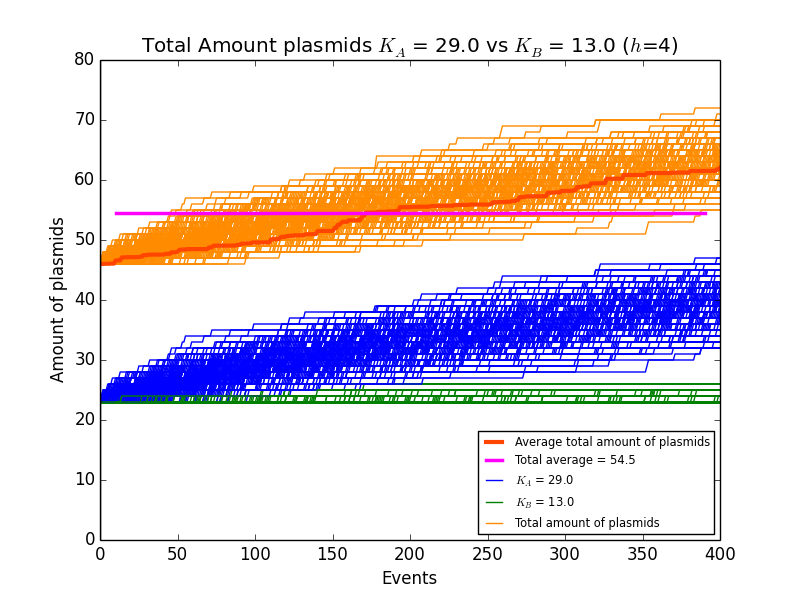 Total Amount plasmids K_A = 29.0 vs K_B = 13.0 (h=4)
80
70
60
50
40
30
20
10
0
Amount of plasmids
Average total amount of plasmids
Total average = 54.5
K_A = 29.0
K_B = 13.0
Total amount of plasmids
0 50 100 150 200 250 300 350 400
Events